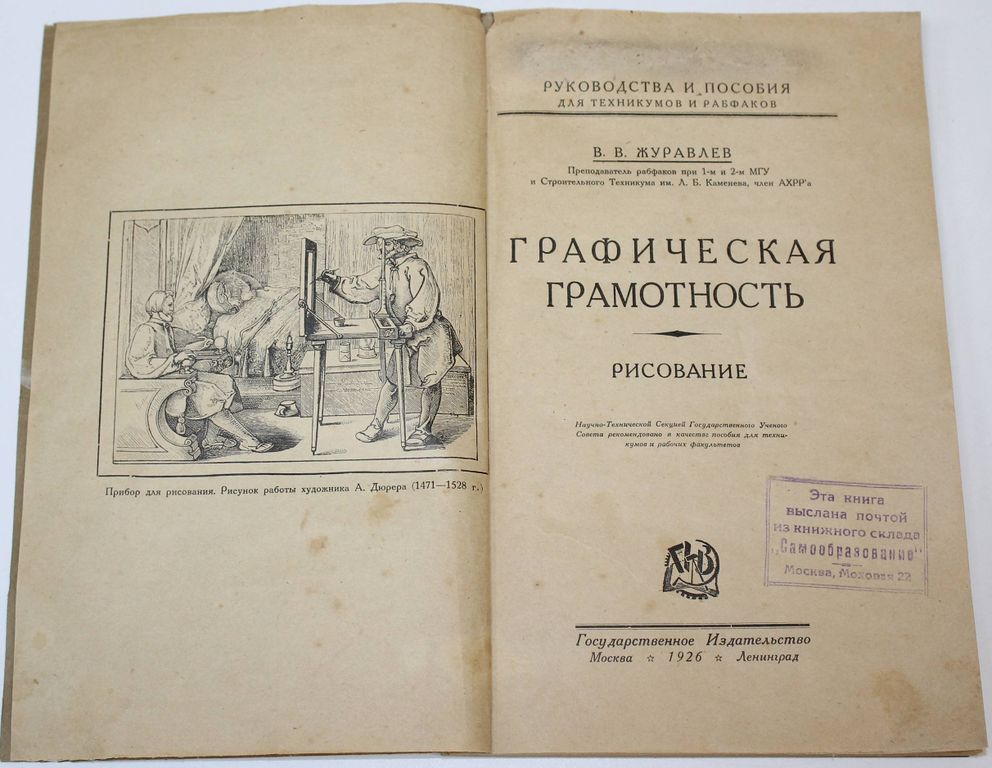 Прибор для рисования. Рисунок работы художника А. Дюрера (1471—1528 г.)
РУКОВОДСТВА И ПОСОБИЯ
ДЛЯ ТЕХНИКУМОВ И РАБФАКОВ
В. В. ЖУРАВЛЕВ
Преподаватель рабфаков при 1-м и 2-м МГУ
и Строительного Техникума им. Л. Б. Каменева, член АХРР'а
ГРАФИЧЕСКАЯ
ГРАМОТНОСТЬ
РИСОВАНИЕ
Научно-Технической Секцией Государственного Ученого
Совета рекомендовано в качестве пособия для техни-
кумов и рабочих факультетов
Эта книга
выслана почтой
из книжного склада
„Самообразование"
Москва, Моховая 22
Государственное Издательство
Москва ☆ 1926 ☆ Ленинград